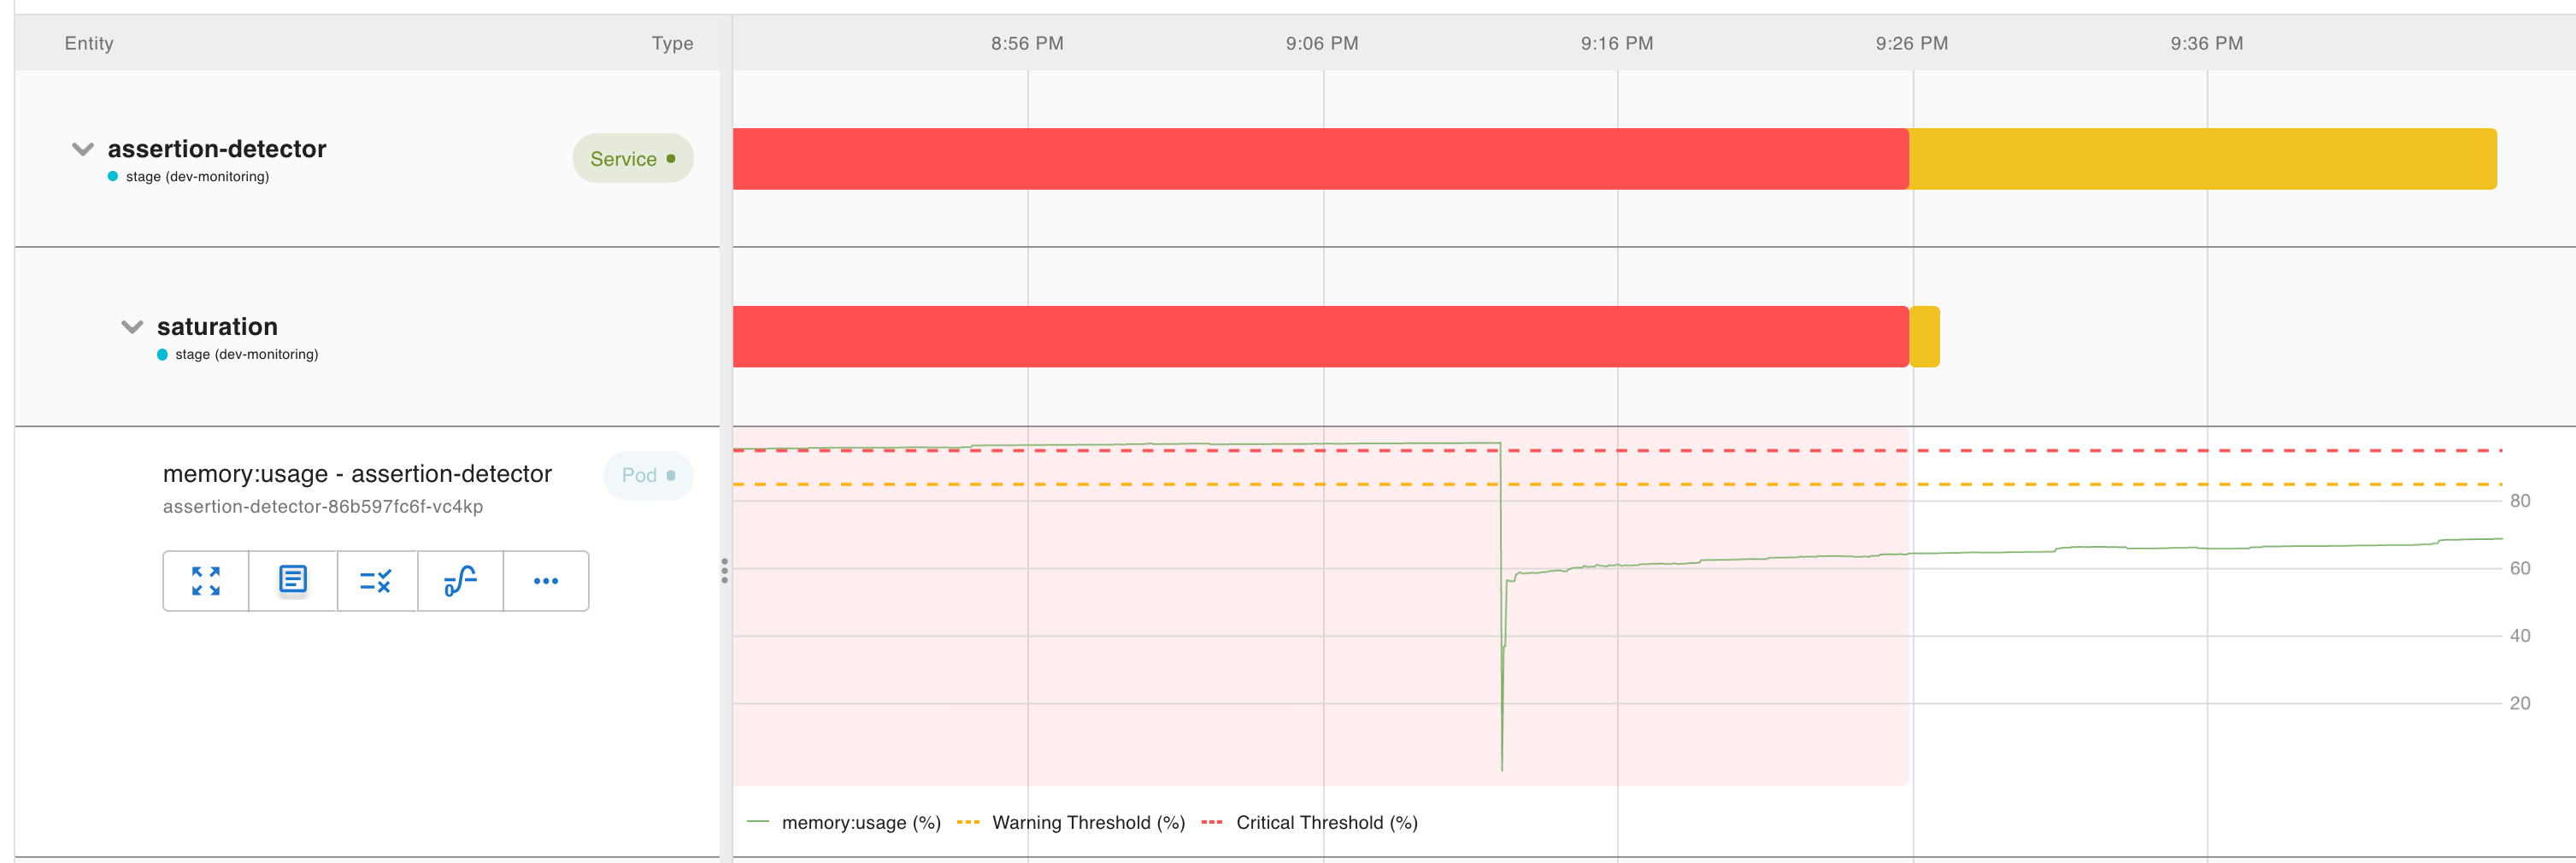 Entity Type 8:56 PM 9:06 PM 9:16 PM 9:26 PM 9:36 PM
assertion-detector
stage (dev-monitoring)
Service
saturation
stage (dev-monitoring)
memory:usage - assertion-detector
assertion-detector-86b597fc6f-vc4kp
Pod
80
60
40
20
memory:usage (%) Warning Threshold (%) Critical Threshold (%)